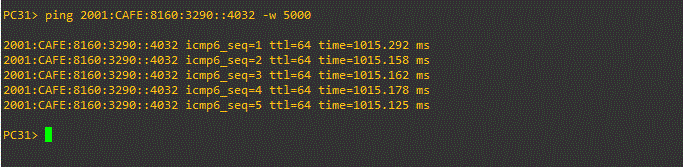 PC31> ping 2001:CAFE:8160:3290::4032 -w 5000
2001:CAFE:8160:3290::4032 icmp6_seq=1 ttl=64 time=1015.292 ms
2001:CAFE:8160:3290::4032 icmp6_seq=2 ttl=64 time=1015.158 ms
2001:CAFE:8160:3290::4032 icmp6_seq=3 ttl=64 time=1015.162 ms
2001:CAFE:8160:3290::4032 icmp6_seq=4 ttl=64 time=1015.178 ms
2001:CAFE:8160:3290::4032 icmp6_seq=5 ttl=64 time=1015.125 ms
PC31>